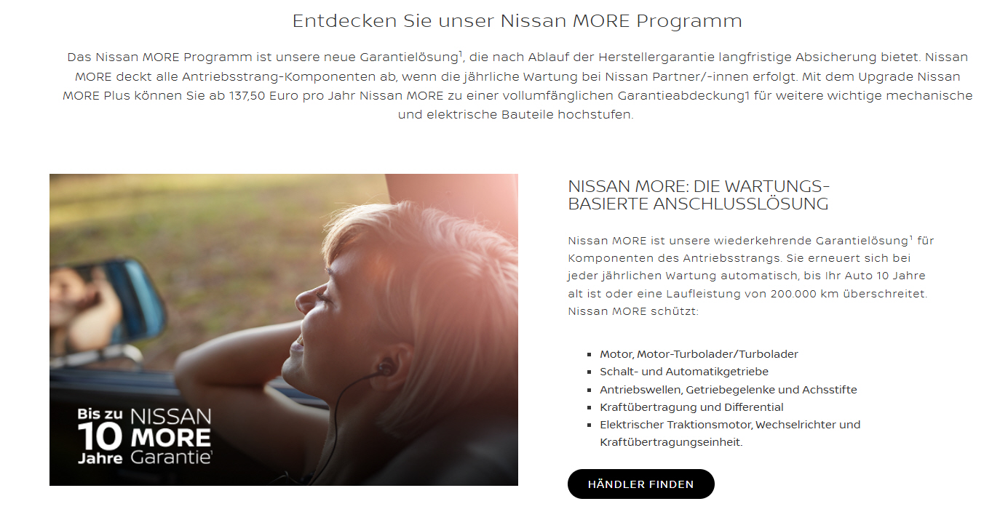 Entdecken Sie unser Nissan MORE Programm
Das Nissan MORE Programm ist unsere neue Garantielösung¹, die nach Ablauf der Herstellergarantie langfristige Absicherung bietet. Nissan
MORE deckt alle Antriebsstrang-Komponenten ab, wenn die jährliche Wartung bei Nissan Partner/-innen erfolgt. Mit dem Upgrade Nissan
MORE Plus können Sie ab 137,50 Euro pro Jahr Nissan MORE zu einer vollumfänglichen Garantieabdeckung1 für weitere wichtige mechanische
und elektrische Bauteile hochstufen.
Bis zu
10
Jahre
NISSAN
MORE
Garantie¹
NISSAN MORE: DIE WARTUNGS-
BASIERTE ANSCHLUSSLÖSUNG
Nissan MORE ist unsere wiederkehrende Garantielösung¹ für
Komponenten des Antriebsstrangs. Sie erneuert sich bei
jeder jährlichen Wartung automatisch, bis Ihr Auto 10 Jahre
alt ist oder eine Laufleistung von 200.000 km überschreitet.
Nissan MORE schützt:
▪ Motor, Motor-Turbolader/Turbolader
▪ Schalt- und Automatikgetriebe
▪ Antriebswellen, Getriebegelenke und Achsstifte
▪ Kraftübertragung und Differential
▪ Elektrischer Traktionsmotor, Wechselrichter und
Kraftübertragungseinheit.
HÄNDLER FINDEN